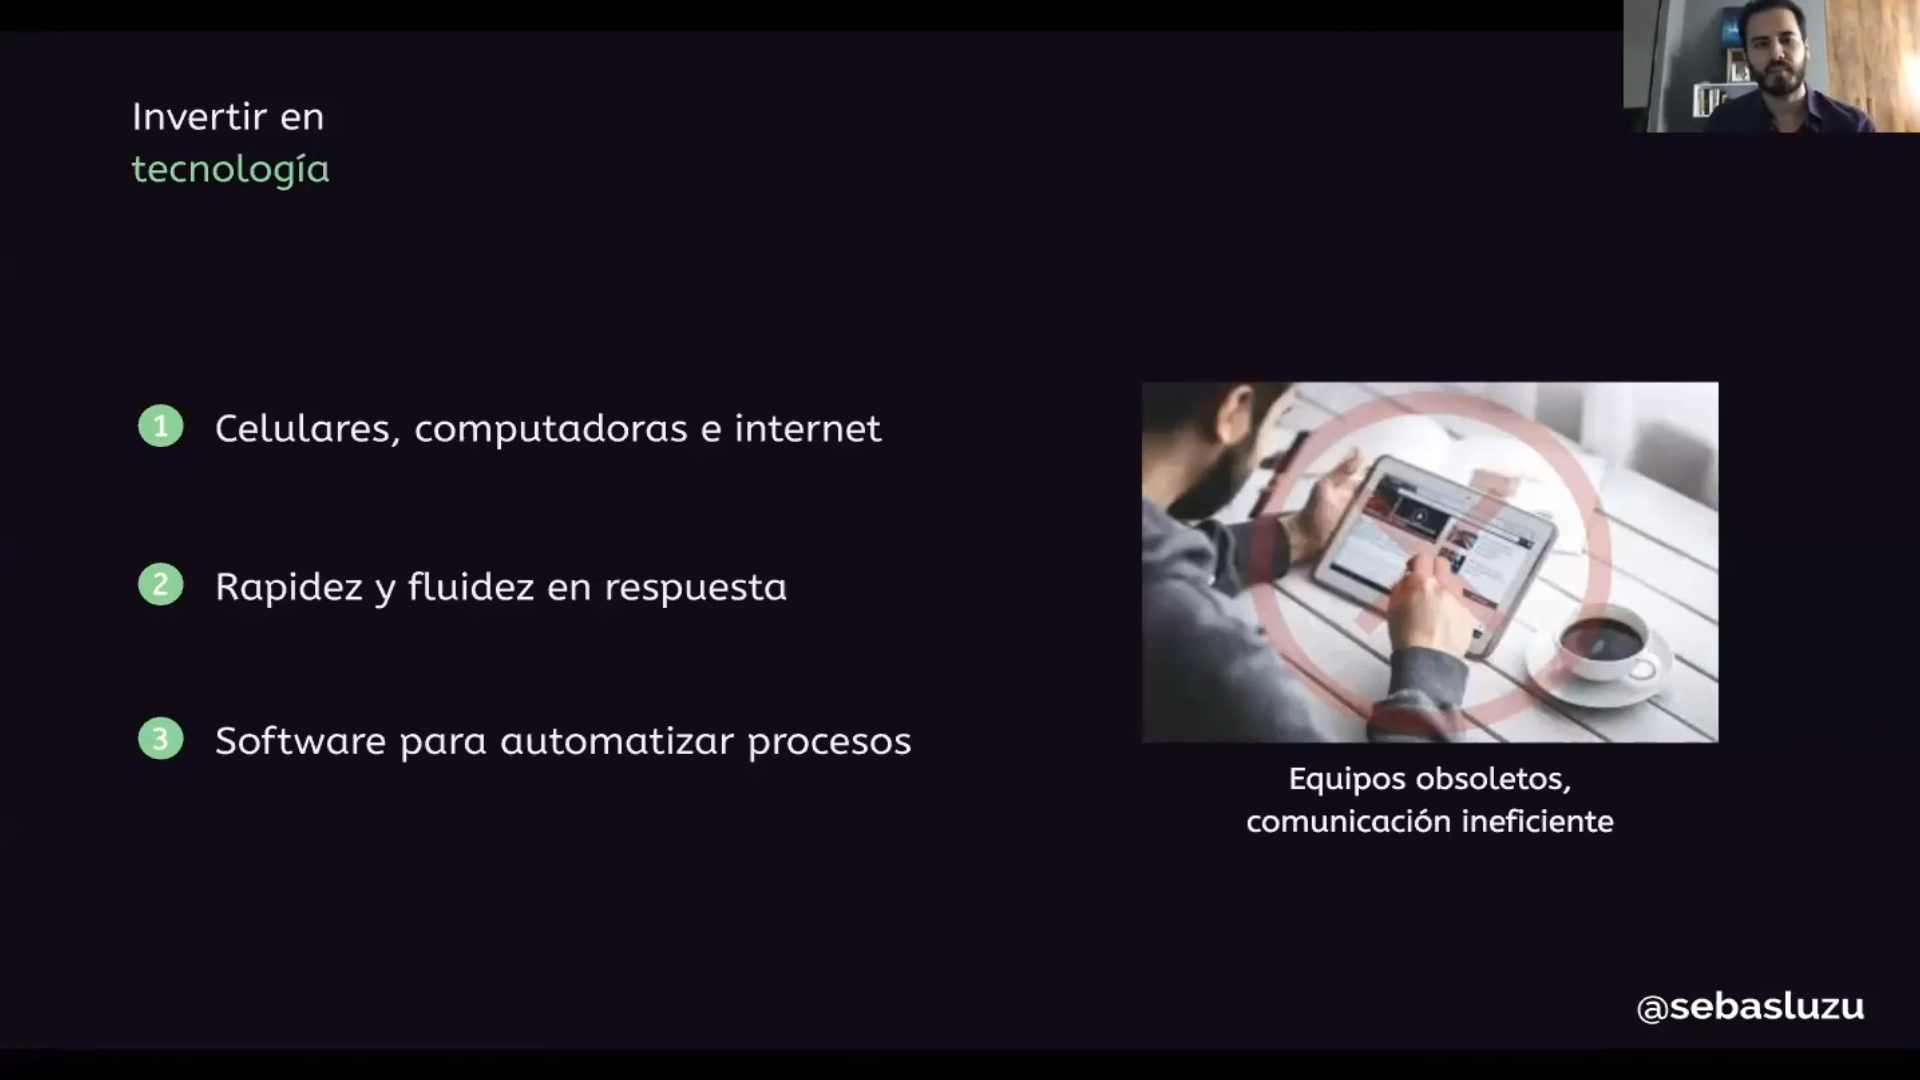 Invertir en
tecnología
1 Celulares, computadoras e internet
2 Rapidez y fluidez en respuesta
3 Software para automatizar procesos
Equipos obsoletos,
comunicación ineficiente
@sebasluzu